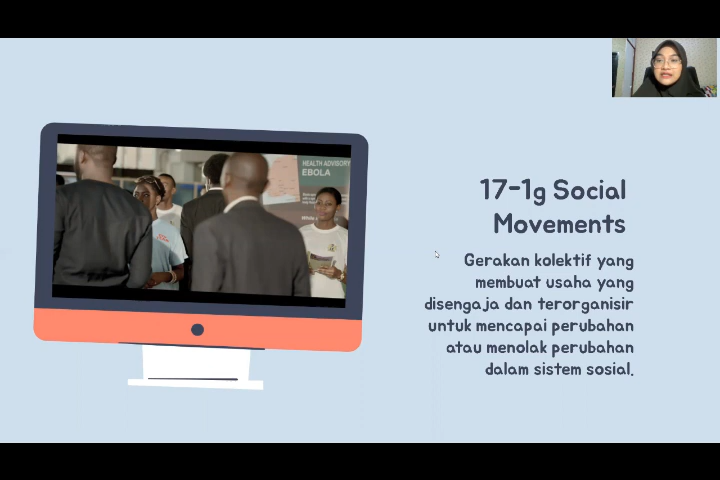 HEALTH ADVISORY
EBOLA
17-1g Social
Movements
Gerakan kolektif yang
membuat usaha yang
disengaja dan terorganisir
untuk mencapai perubahan
atau menolak perubahan
dalam sistem sosial.